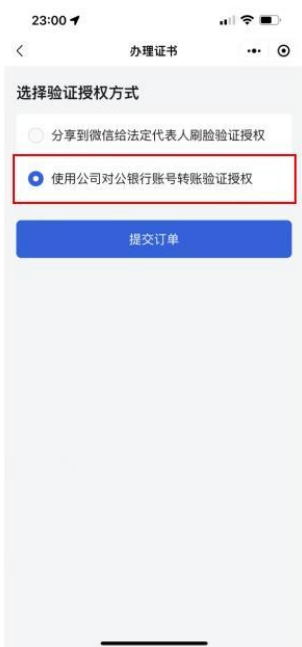 23:00
办理证书
选择验证授权方式
分享到微信给法定代表人刷脸验证授权
使用公司对公银行账号转账验证授权
提交订单